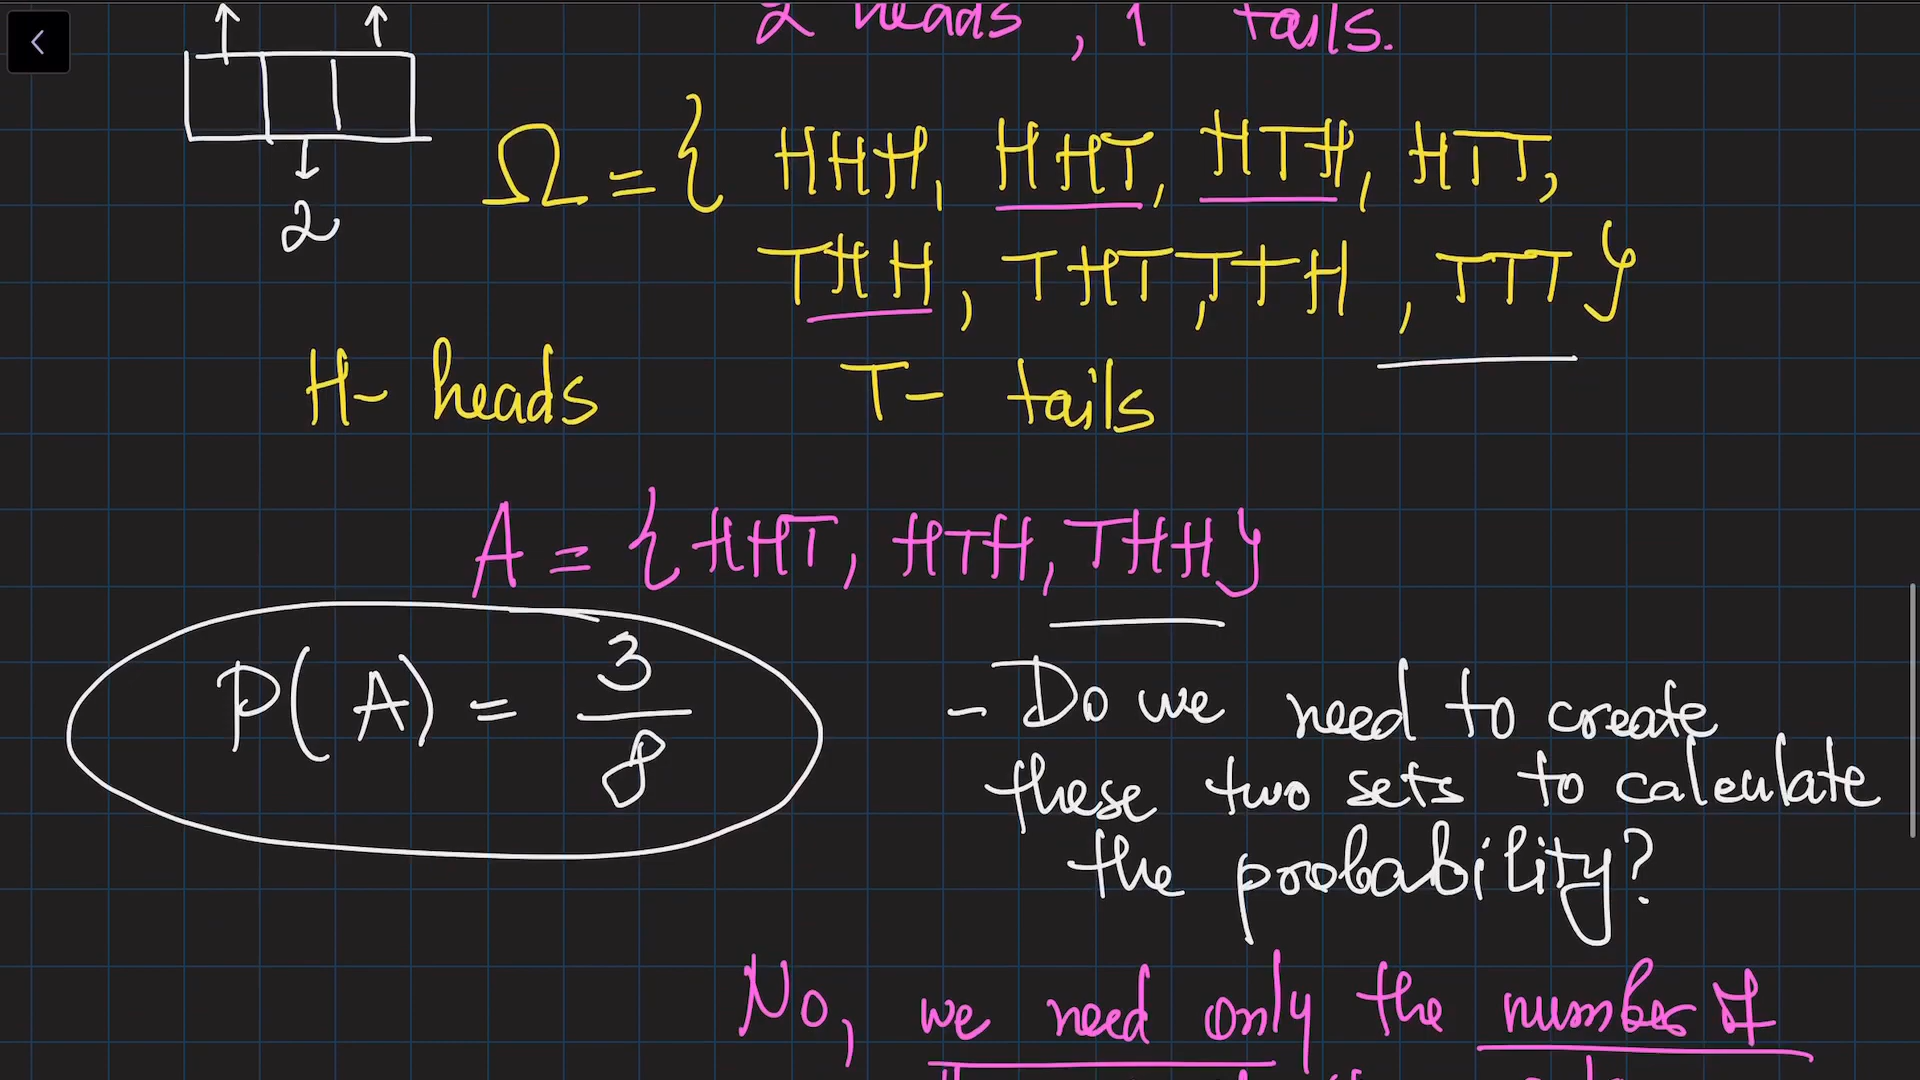 2 heads, 1 tails.
2
Ω = { HHH, HHT, HTH, HTT,
THH, THT, TTH, TTT }
H- heads T- tails
A = { HHT, HTH, THH }
P(A) = 3/8
- Do we need to create
these two sets to calculate
the probability?
No, we need only the number of